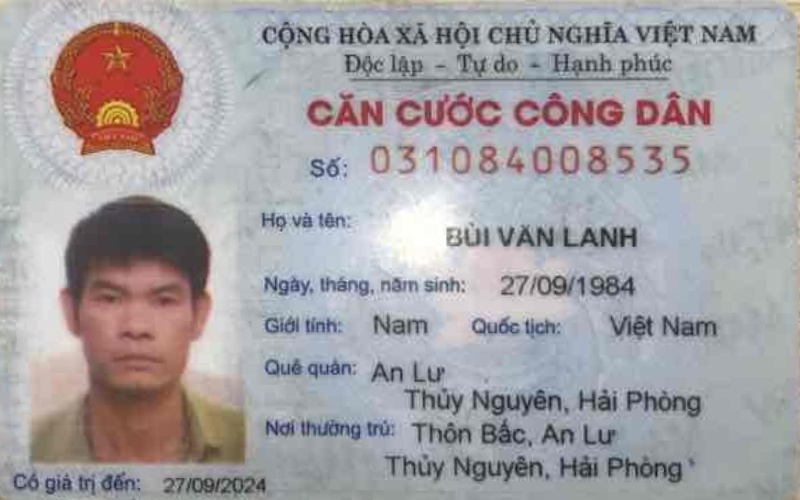 CỘNG HÒA XÃ HỘI CHỦ NGHĨA VIỆT NAM
Độc lập - Tự do - Hạnh phúc
CĂN CƯỚC CÔNG DÂN
Số: 031084008535
Họ và tên:
BÙI VĂN LANH
Ngày, tháng, năm sinh: 27/09/1984
Giới tính: Nam Quốc tịch: Việt Nam
Quê quán: An Lư
Thủy Nguyên, Hải Phòng
Nơi thường trú: Thôn Bắc, An Lư
Thủy Nguyên, Hải Phòng
Có giá trị đến: 27/09/2024